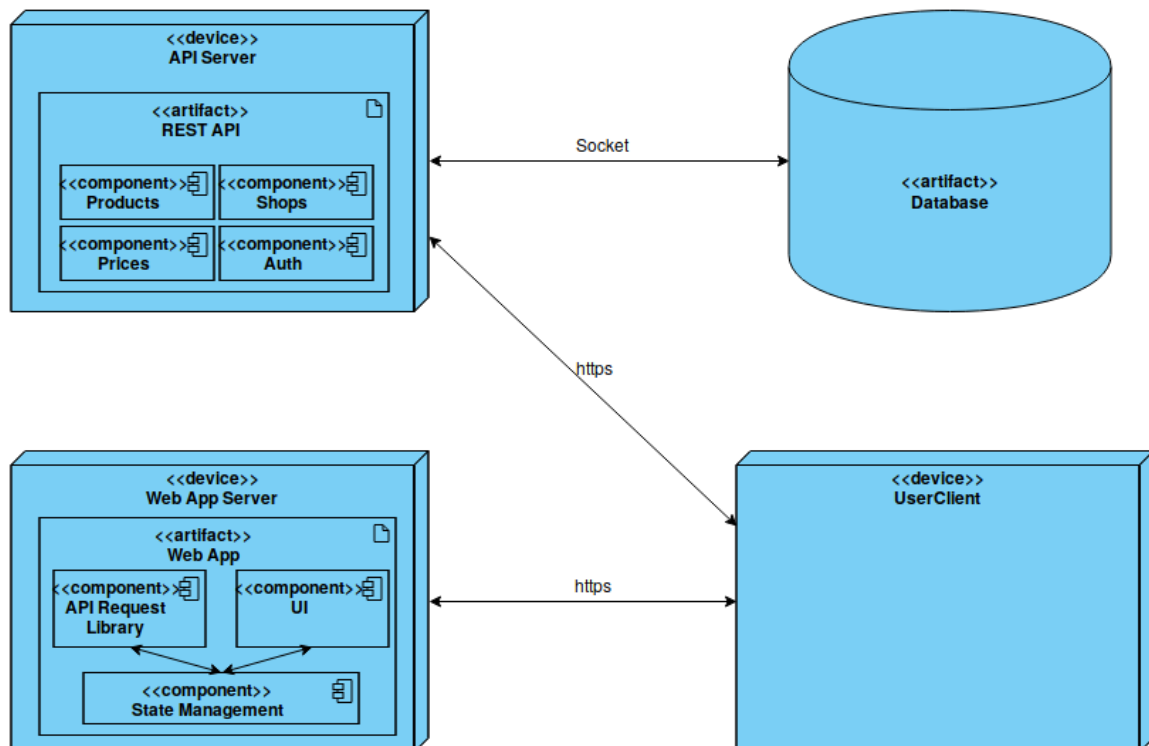 <<device>>
API Server
<<artifact>>
REST API
<<component>>
Products
<<component>>
Shops
<<component>>
Prices
<<component>>
Auth
Socket
<<artifact>>
Database
https
<<device>>
Web App Server
<<artifact>>
Web App
<<component>>
API Request
Library
<<component>>
UI
<<component>>
State Management
https
<<device>>
UserClient